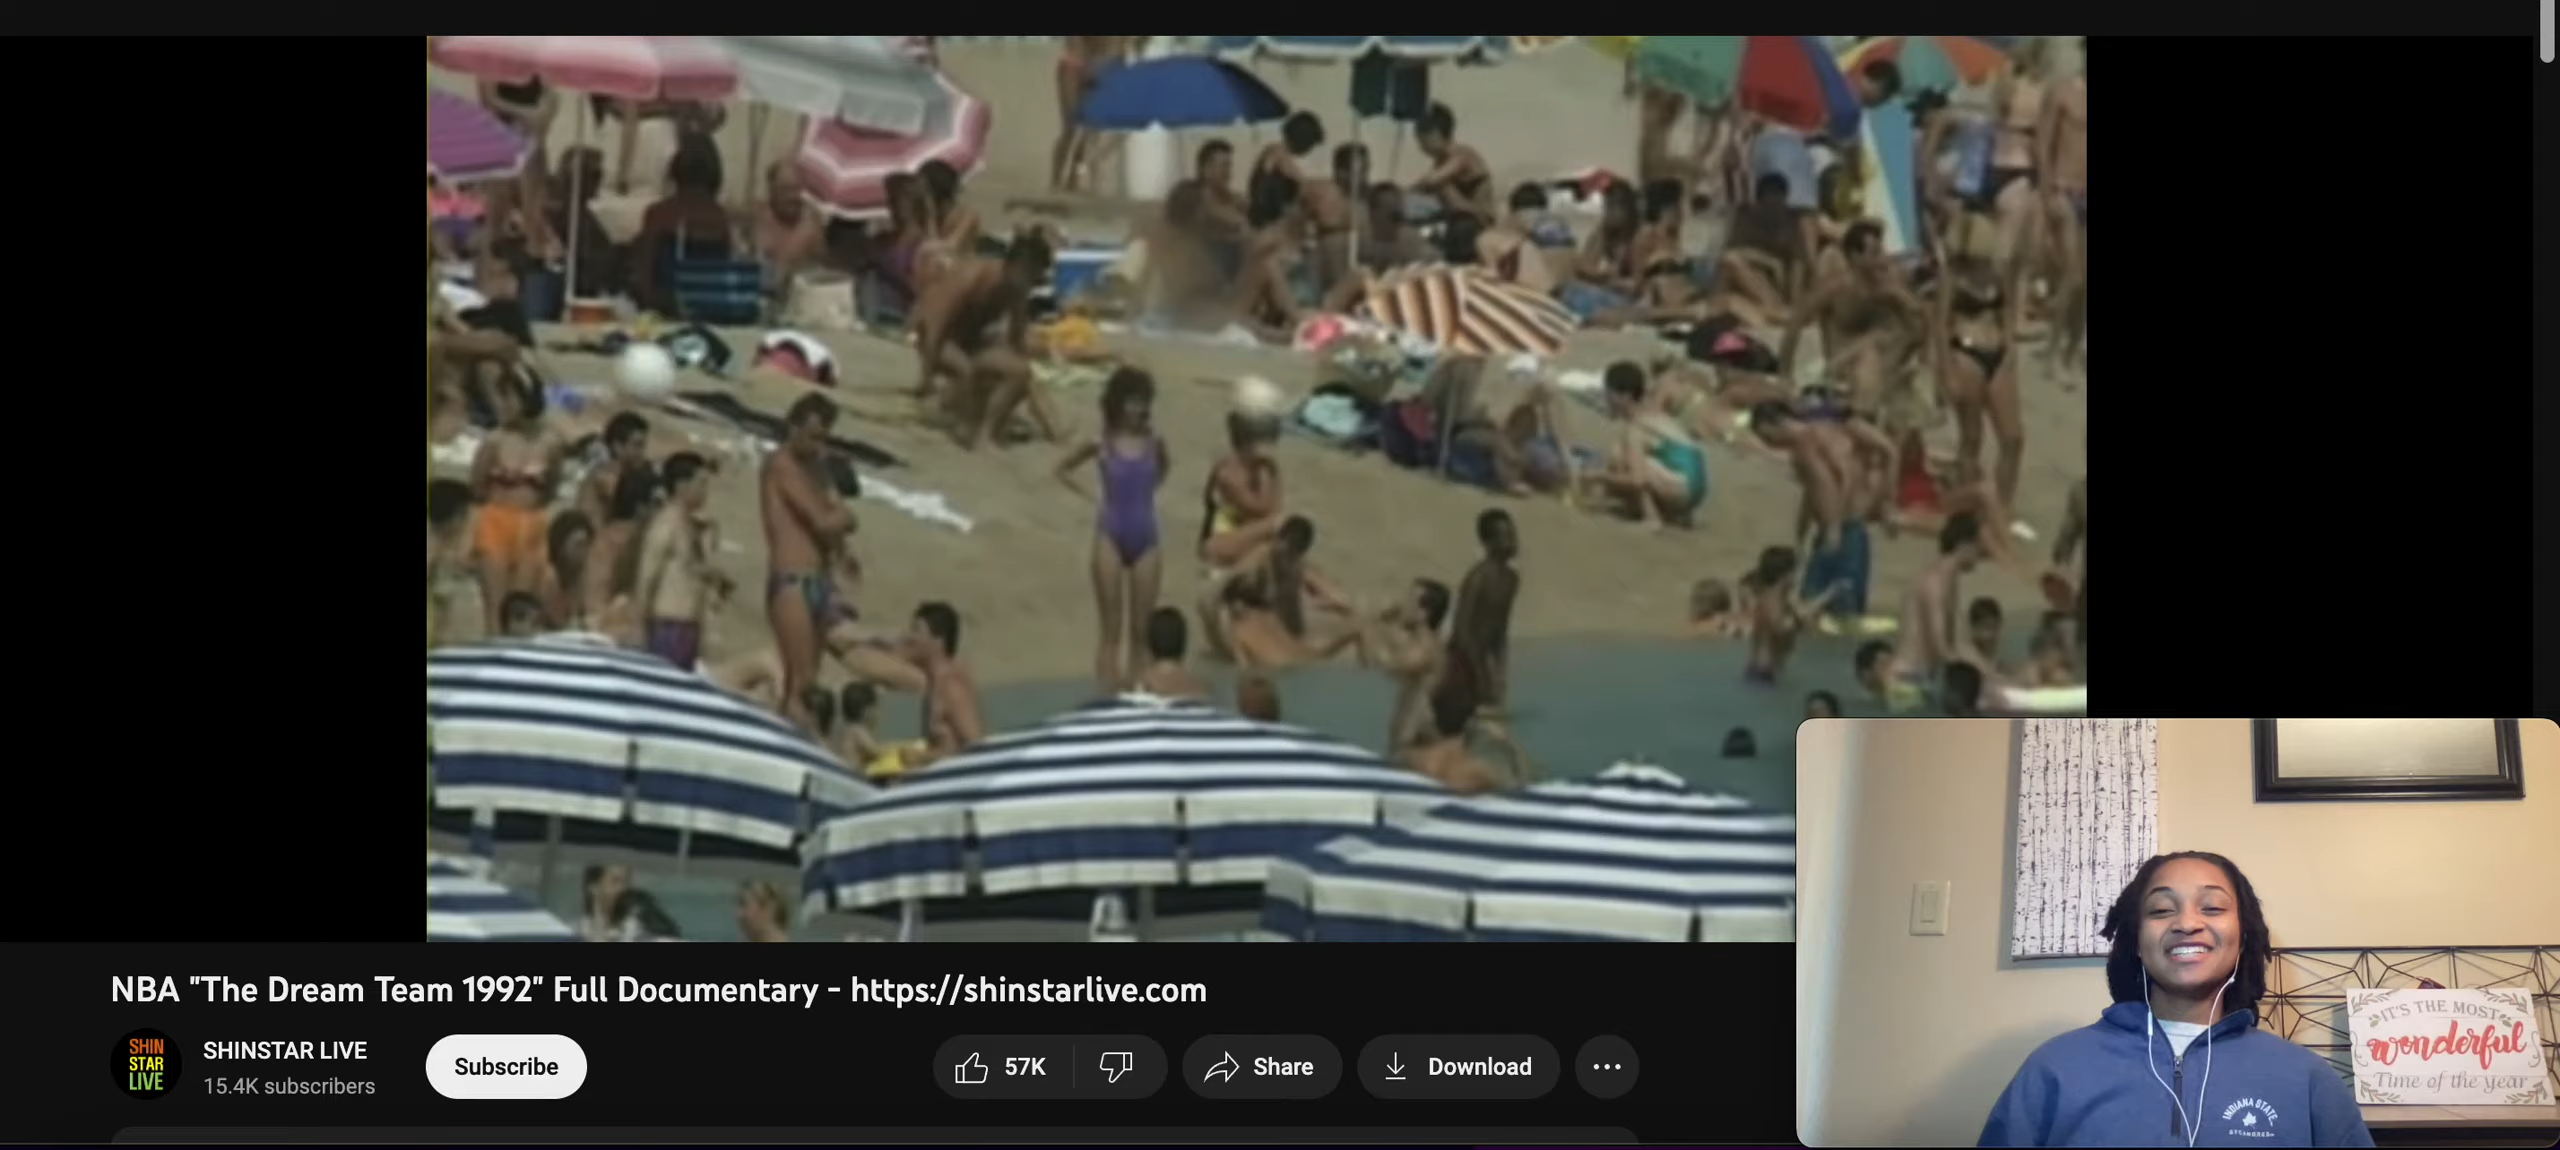 NBA "The Dream Team 1992" Full Documentary - https://shinstarlive.com
SHIN
STAR
LIVE
SHINSTAR LIVE
15.4K subscribers
Subscribe
57K
Share
Download
IT'S THE MOST
wonderful
Time of the year
INDIANA STATE
SYCAMORES